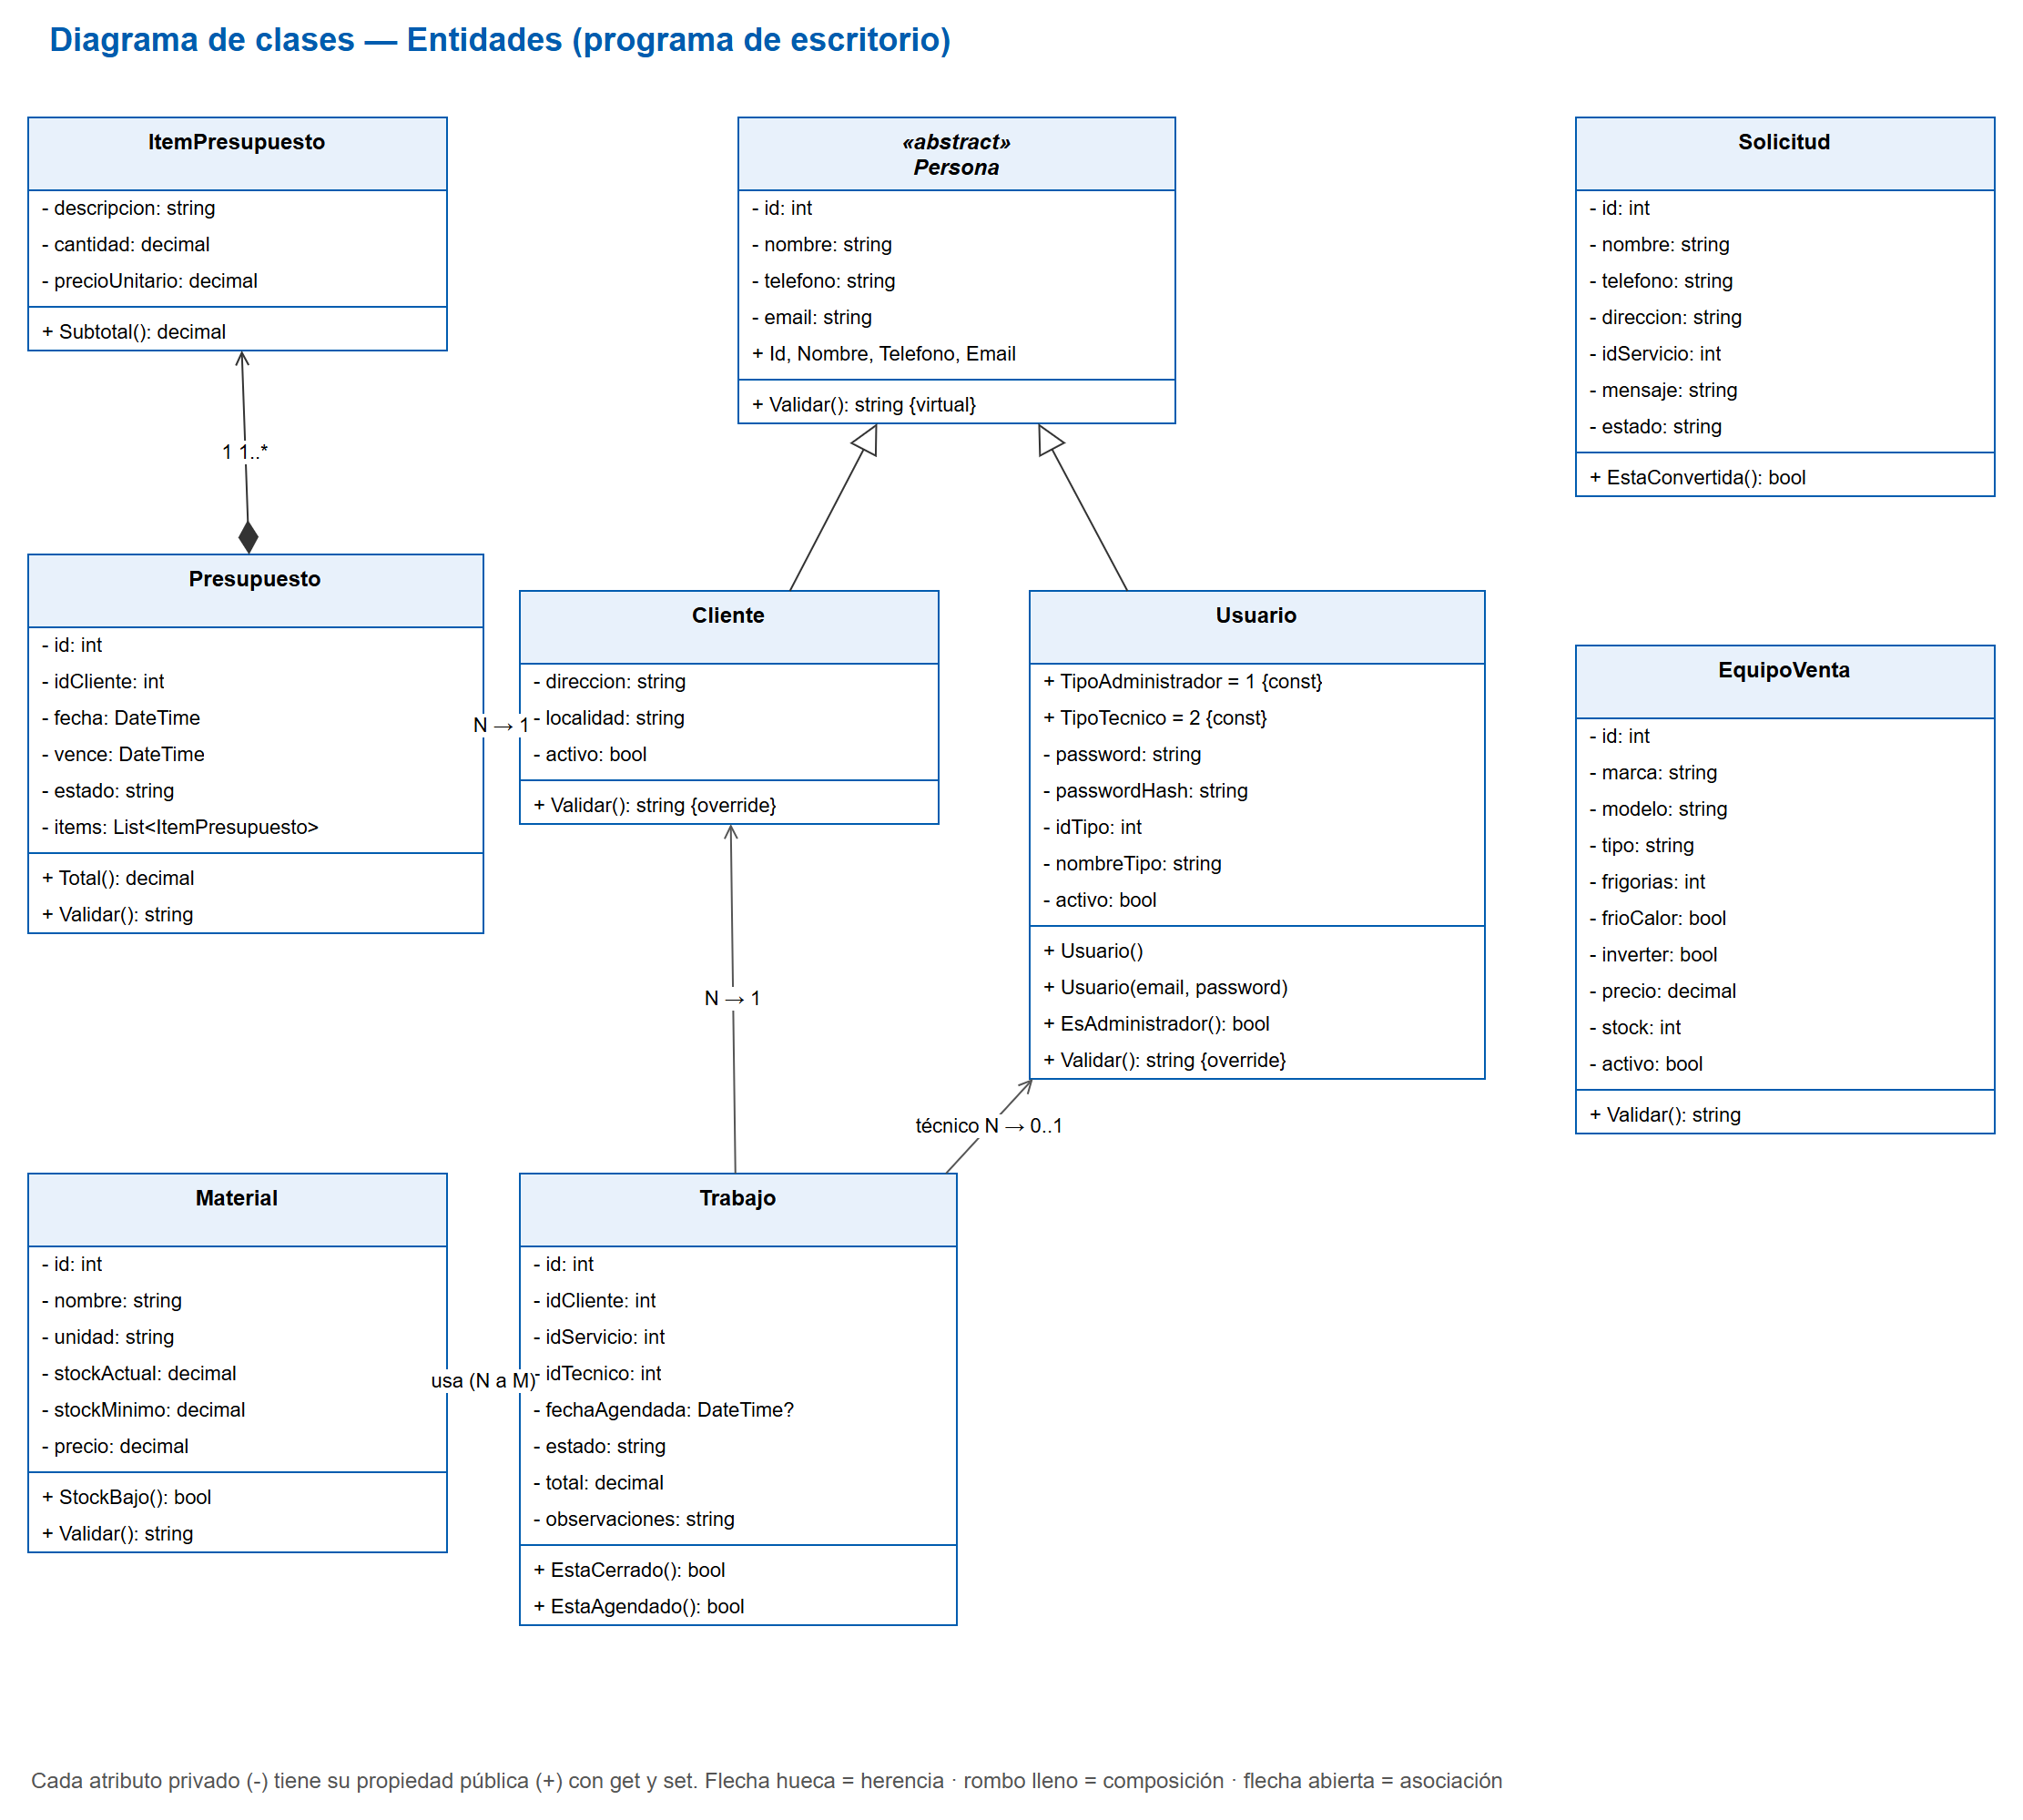 Diagrama de clases — Entidades (programa de escritorio)
ItemPresupuesto
- descripcion: string
- cantidad: decimal
- precioUnitario: decimal
+ Subtotal(): decimal
«abstract»
Persona
- id: int
- nombre: string
- telefono: string
- email: string
+ Id, Nombre, Telefono, Email
+ Validar(): string {virtual}
Solicitud
- id: int
- nombre: string
- telefono: string
- direccion: string
- idServicio: int
- mensaje: string
- estado: string
+ EstaConvertida(): bool
1 1..*
Presupuesto
- id: int
- idCliente: int
- fecha: DateTime
- vence: DateTime
- estado: string
- items: List<ItemPresupuesto>
+ Total(): decimal
+ Validar(): string
N → 1
Cliente
- direccion: string
- localidad: string
- activo: bool
+ Validar(): string {override}
Usuario
+ TipoAdministrador = 1 {const}
+ TipoTecnico = 2 {const}
- password: string
- passwordHash: string
- idTipo: int
- nombreTipo: string
- activo: bool
+ Usuario()
+ Usuario(email, password)
+ EsAdministrador(): bool
+ Validar(): string {override}
EquipoVenta
- id: int
- marca: string
- modelo: string
- tipo: string
- frigorias: int
- frioCalor: bool
- inverter: bool
- precio: decimal
- stock: int
- activo: bool
+ Validar(): string
N → 1
técnico N → 0..1
Material
- id: int
- nombre: string
- unidad: string
- stockActual: decimal
- stockMinimo: decimal
- precio: decimal
+ StockBajo(): bool
+ Validar(): string
usa (N a M)
Trabajo
- id: int
- idCliente: int
- idServicio: int
- idTecnico: int
- fechaAgendada: DateTime?
- estado: string
- total: decimal
- observaciones: string
+ EstaCerrado(): bool
+ EstaAgendado(): bool
Cada atributo privado (-) tiene su propiedad pública (+) con get y set. Flecha hueca = herencia · rombo lleno = composición · flecha abierta = asociación